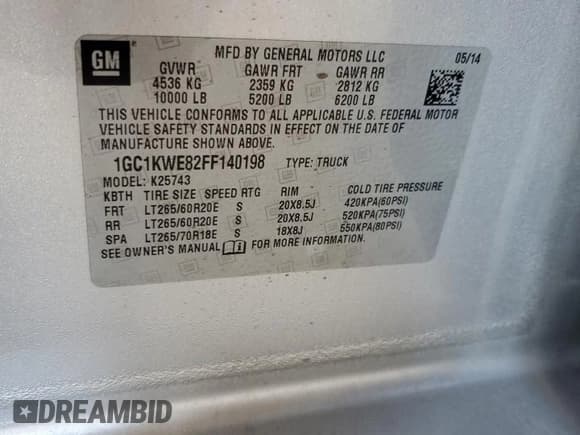 GM
MFD BY GENERAL MOTORS LLC 05/14
GVWR GAWR FRT GAWR RR
4536 KG 2359 KG 2812 KG
10000 LB 5200 LB 6200 LB
THIS VEHICLE CONFORMS TO ALL APPLICABLE U.S. FEDERAL MOTOR
VEHICLE SAFETY STANDARDS IN EFFECT ON THE DATE OF
MANUFACTURE SHOWN ABOVE.
1GC1KWE82FF140198 TYPE: TRUCK
MODEL: K25743
KBTH TIRE SIZE SPEED RTG RIM COLD TIRE PRESSURE
FRT LT265/60R20E S 20X8.5J 420KPA(60PSI)
RR LT265/60R20E S 20X8.5J 520KPA(75PSI)
SPA LT265/70R18E S 18X8J 550KPA(80PSI)
SEE OWNER'S MANUAL i FOR MORE INFORMATION.
DREAMBID